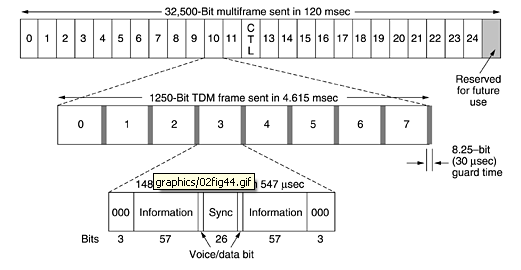 32,500-Bit multiframe sent in 120 msec
0 1 2 3 4 5 6 7 8 9 10 11 C T L 13 14 15 16 17 18 19 20 21 22 23 24
Reserved for future use
1250-Bit TDM frame sent in 4.615 msec
0 1 2 3 4 5 6 7
8.25–bit (30 μsec) guard time
148 graphics/02fig44.gif n 547 μsec
000 Information Sync Information 000
Bits 3 57 26 57 3
Voice/data bit